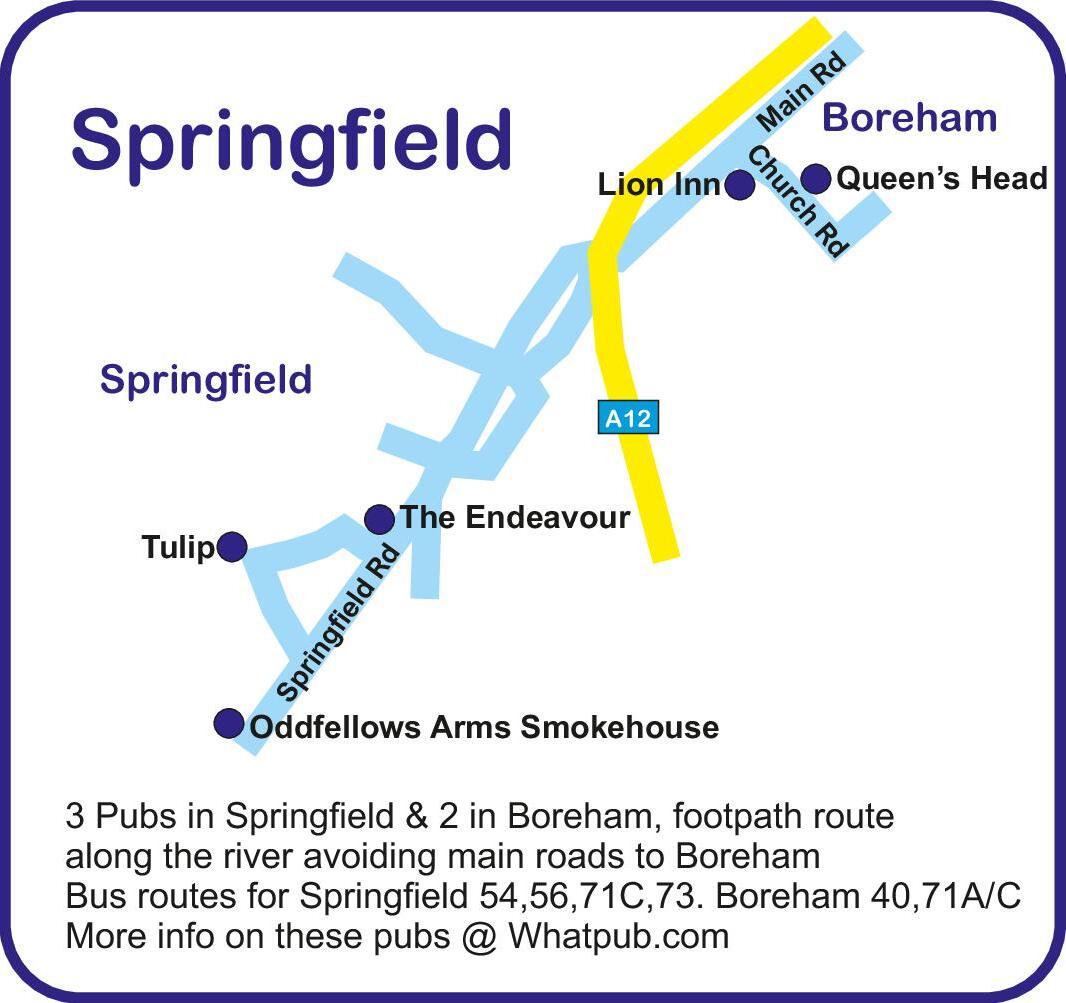 Springfield
Main Rd
Boreham
Church Rd
Lion Inn
Queen's Head
Springfield
A12
The Endeavour
Tulip
Springfield Rd
Oddfellows Arms Smokehouse
3 Pubs in Springfield & 2 in Boreham, footpath route
along the river avoiding main roads to Boreham
Bus routes for Springfield 54,56,71C,73. Boreham 40,71A/C
More info on these pubs @ Whatpub.com